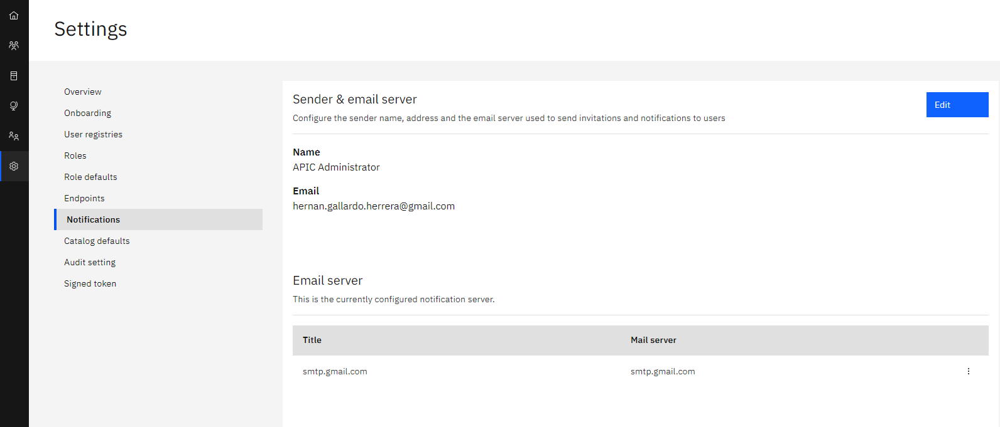 Settings
Overview
Onboarding
User registries
Roles
Role defaults
Endpoints
Notifications
Catalog defaults
Audit setting
Signed token
Sender & email server
Configure the sender name, address and the email server used to send invitations and notifications to users
Edit
Name
APIC Administrator
Email
hernan.gallardo.herrera@gmail.com
Email server
This is the currently configured notification server.
Title Mail server
smtp.gmail.com smtp.gmail.com